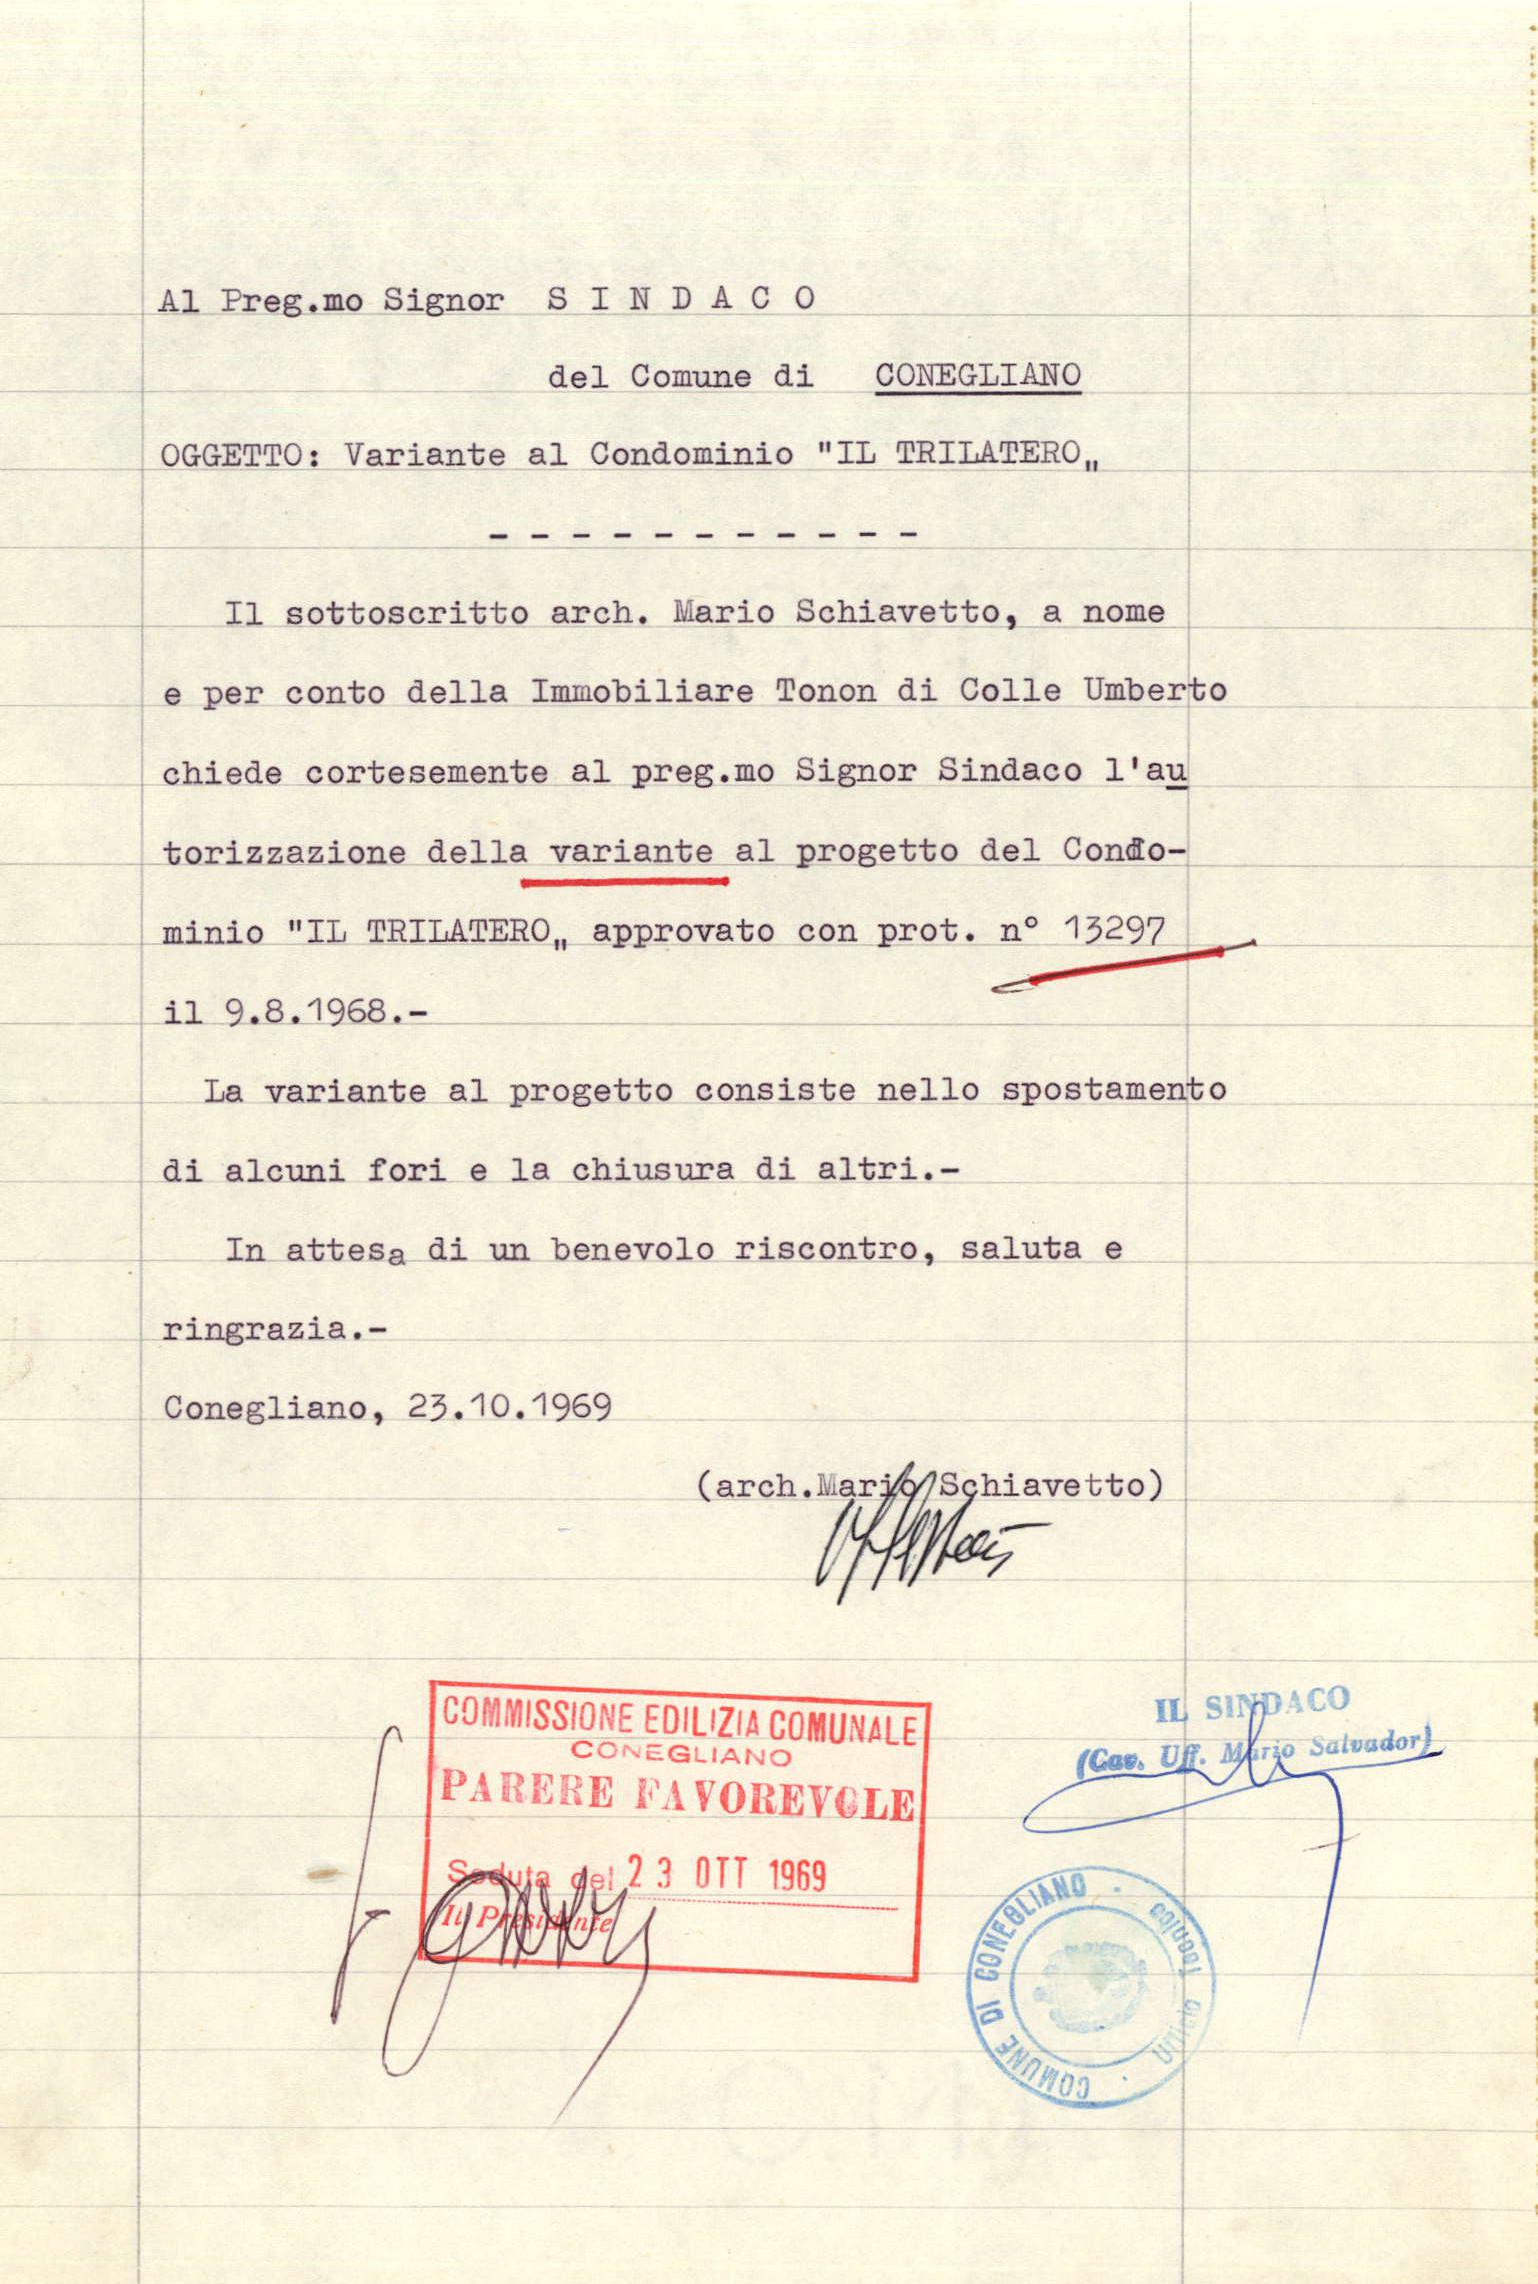 Al Preg.mo Signor S I N D A C O
del Comune di CONEGLIANO
OGGETTO: Variante al Condominio "IL TRILATERO„
- - - - - - - - - - -
Il sottoscritto arch. Mario Schiavetto, a nome
e per conto della Immobiliare Tonon di Colle Umberto
chiede cortesemente al preg.mo Signor Sindaco l'au
torizzazione della variante al progetto del Condo-
minio "IL TRILATERO„ approvato con prot. n° 13297
il 9.8.1968.-
La variante al progetto consiste nello spostamento
di alcuni fori e la chiusura di altri.-
In attesa di un benevolo riscontro, saluta e
ringrazia.-
Conegliano, 23.10.1969
(arch.Mario Schiavetto)
COMMISSIONE EDILIZIA COMUNALE
CONEGLIANO
PARERE FAVOREVOLE
Seduta del 23 OTT 1969
Il Presidente
IL SINDACO
(Cav. Uff. Mario Salvador)
COMUNE DI CONEGLIANO
Ufficio Tecnico